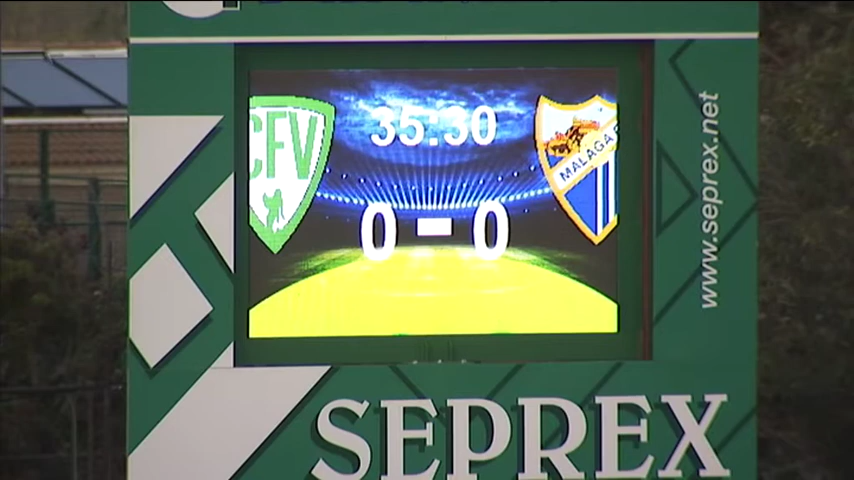 CFV
35:30
MALAGA
0 - 0
www.seprex.net
SEPREX